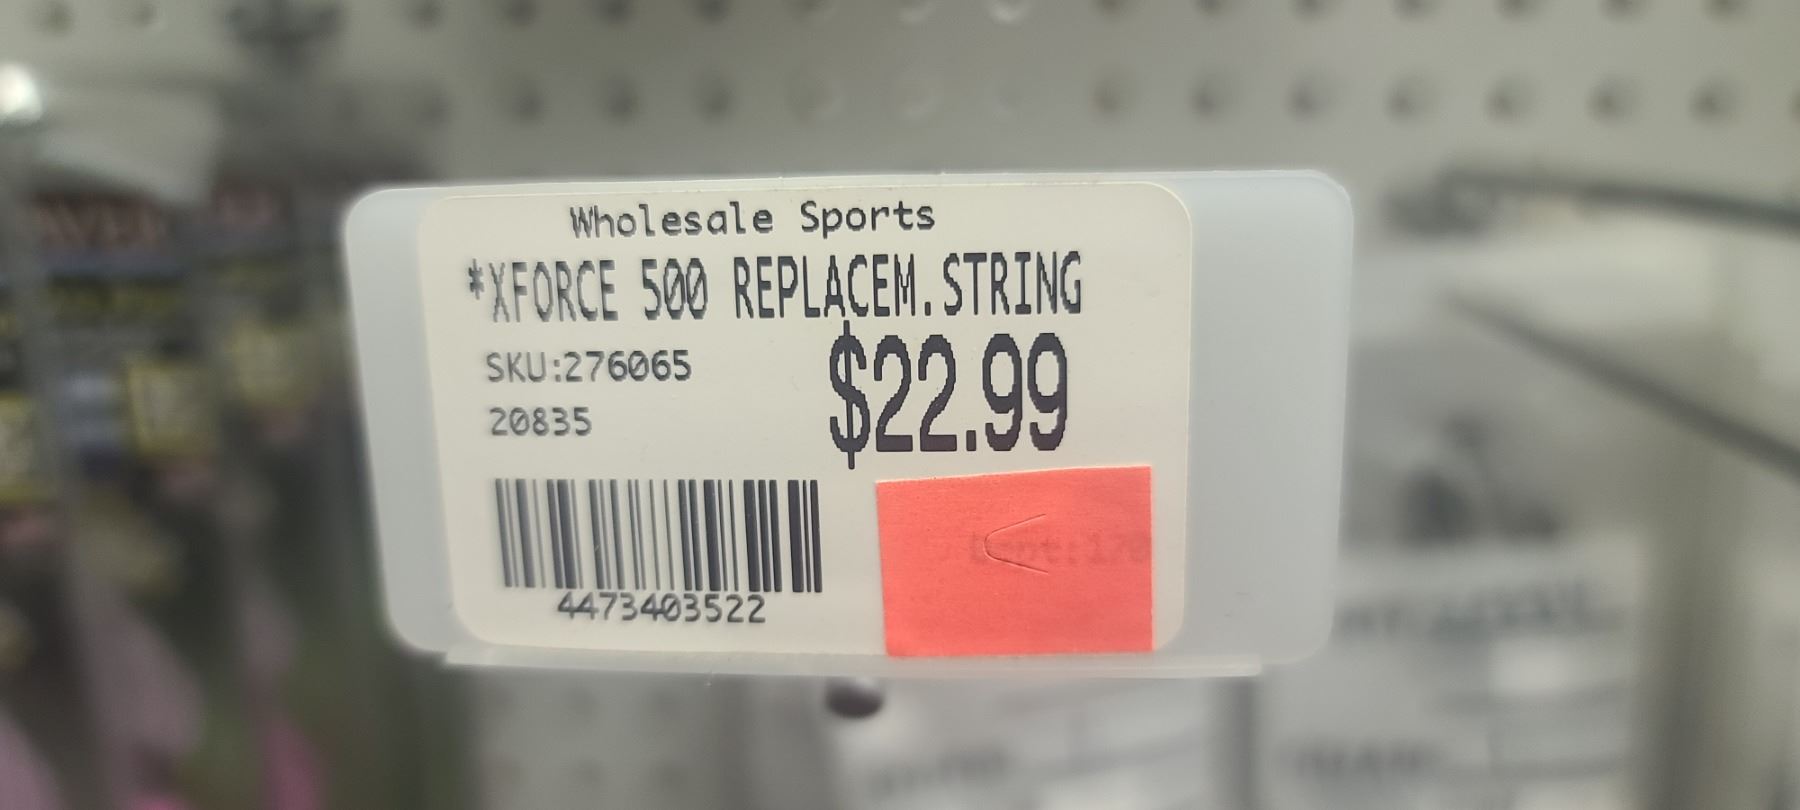 Wholesale Sports
*XFORCE 500 REPLACEM.STRING
SKU:276065
$22.99
20835
4473403522